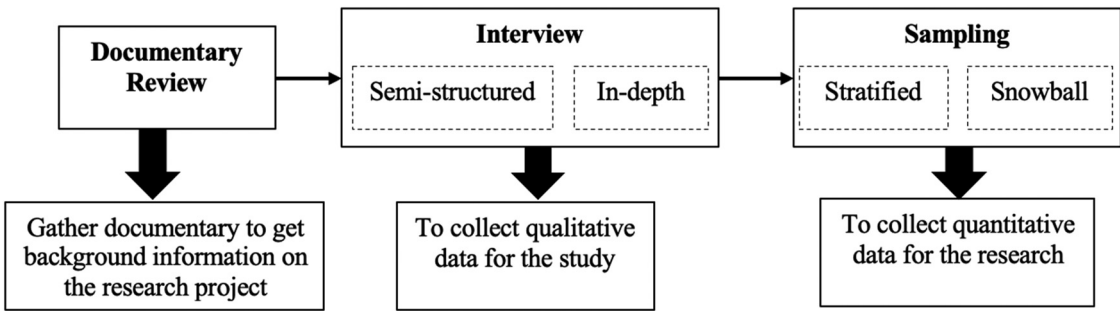 Documentary
Review
Interview
Semi-structured
In-depth
Sampling
Stratified
Snowball
Gather documentary to get
background information on
the research project
To collect qualitative
data for the study
To collect quantitative
data for the research